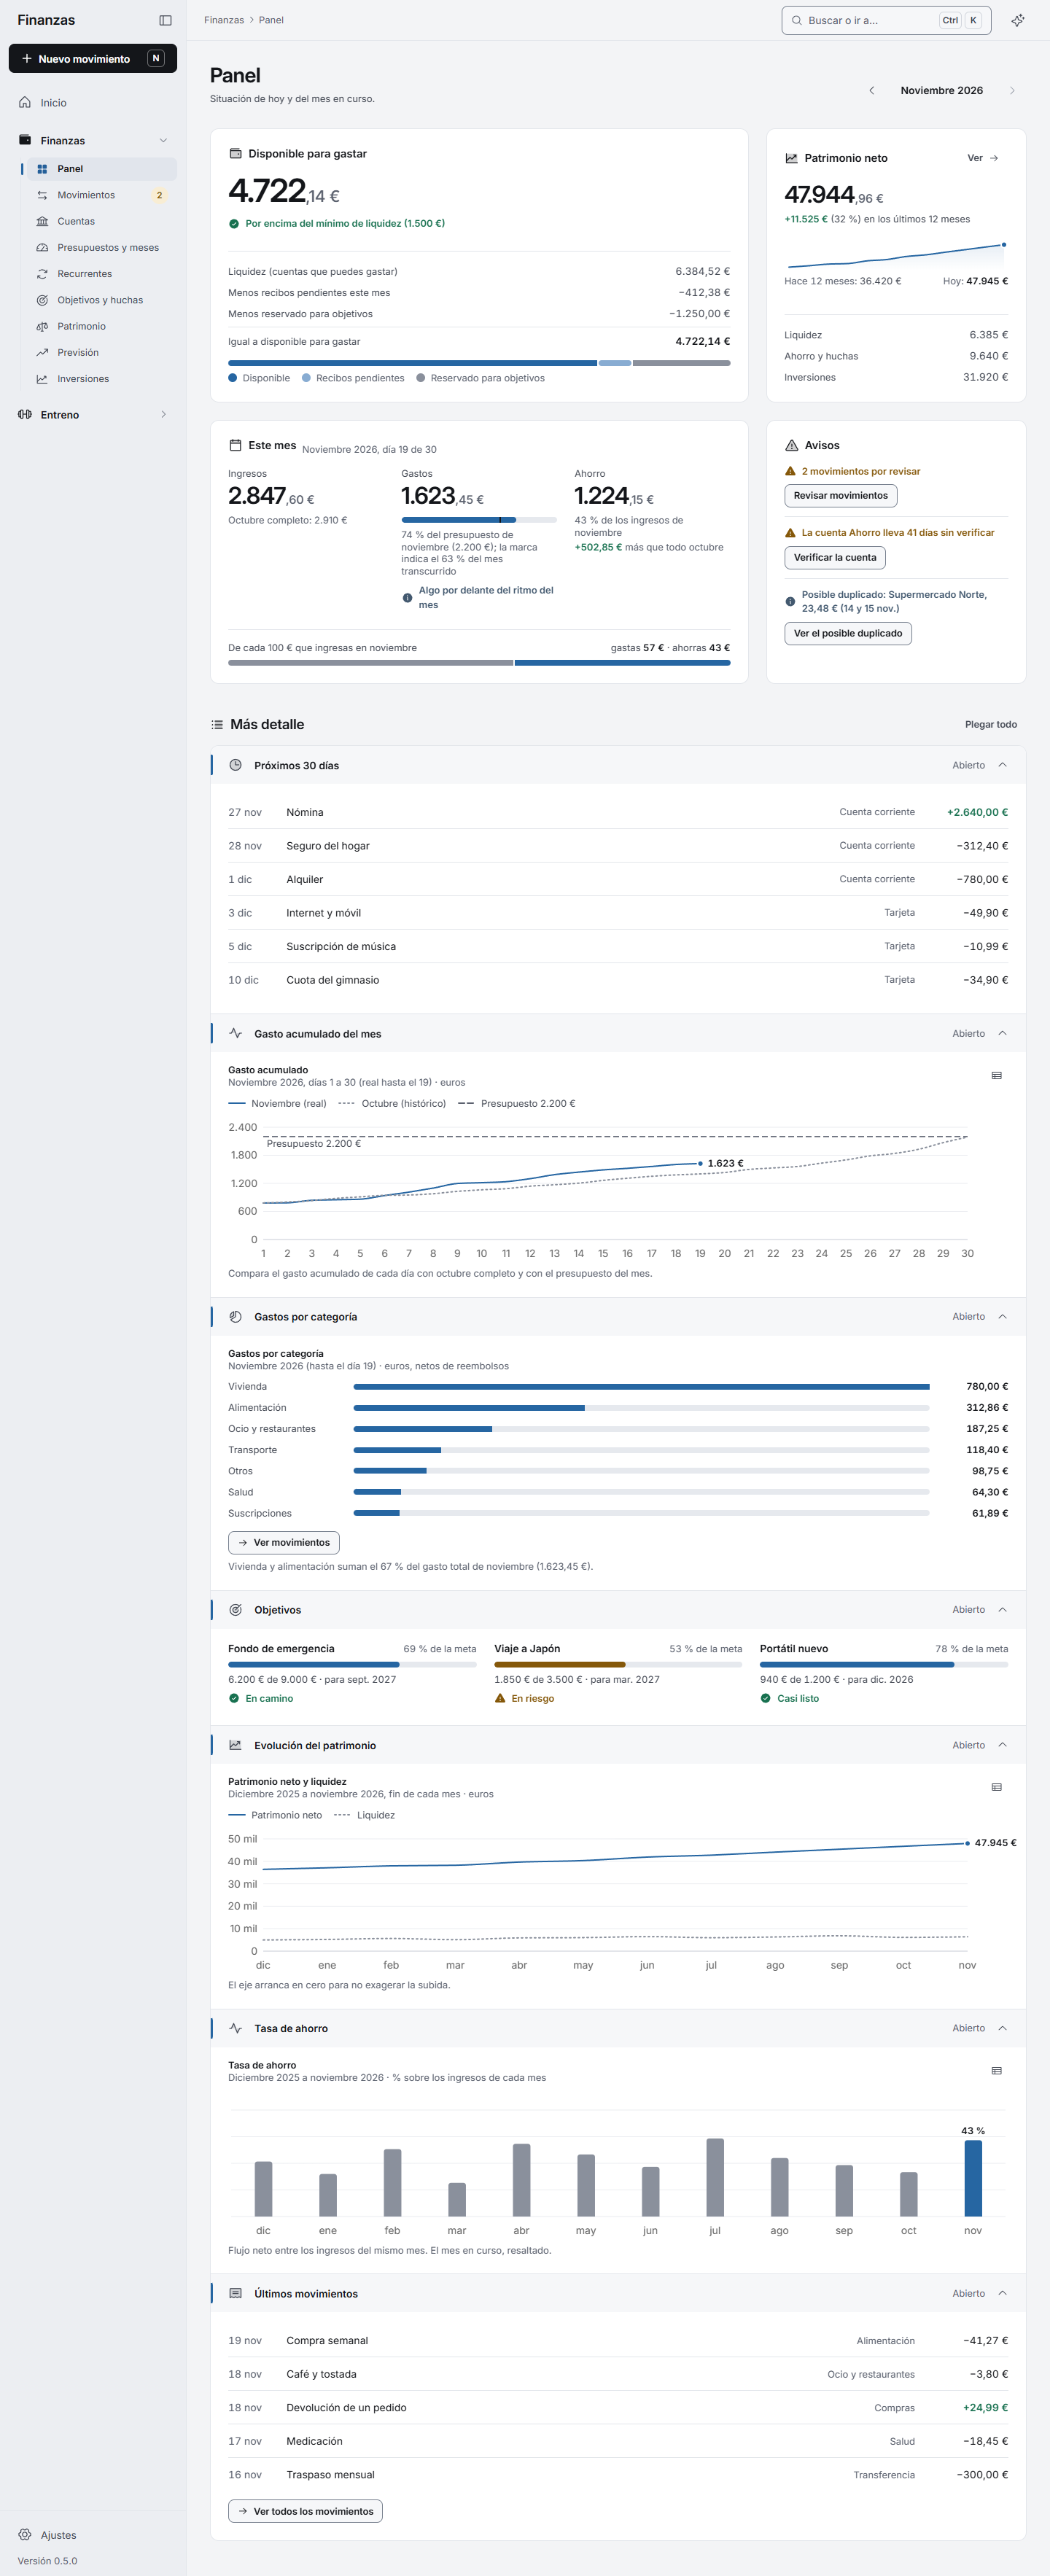 Finanzas
Nuevo movimiento N
Inicio
Finanzas
Panel
Movimientos 2
Cuentas
Presupuestos y meses
Recurrentes
Objetivos y huchas
Patrimonio
Previsión
Inversiones
Entreno
Ajustes
Versión 0.5.0
Finanzas > Panel
Buscar o ir a... Ctrl K
Panel
Situación de hoy y del mes en curso.
Noviembre 2026
Disponible para gastar
4.722,14 €
Por encima del mínimo de liquidez (1.500 €)
Liquidez (cuentas que puedes gastar) 6.384,52 €
Menos recibos pendientes este mes −412,38 €
Menos reservado para objetivos −1.250,00 €
Igual a disponible para gastar 4.722,14 €
Disponible Recibos pendientes Reservado para objetivos
Patrimonio neto Ver →
47.944,96 €
+11.525 € (32 %) en los últimos 12 meses
Hace 12 meses: 36.420 € Hoy: 47.945 €
Liquidez 6.385 €
Ahorro y huchas 9.640 €
Inversiones 31.920 €
Este mes Noviembre 2026, día 19 de 30
Ingresos
2.847,60 €
Octubre completo: 2.910 €
Gastos
1.623,45 €
74 % del presupuesto de
noviembre (2.200 €); la marca
indica el 63 % del mes
transcurrido
Algo por delante del ritmo del
mes
Ahorro
1.224,15 €
43 % de los ingresos de
noviembre
+502,85 € más que todo octubre
De cada 100 € que ingresas en noviembre gastas 57 € · ahorras 43 €
Avisos
2 movimientos por revisar
Revisar movimientos
La cuenta Ahorro lleva 41 días sin verificar
Verificar la cuenta
Posible duplicado: Supermercado Norte,
23,48 € (14 y 15 nov.)
Ver el posible duplicado
Más detalle Plegar todo
Próximos 30 días Abierto
27 nov Nómina Cuenta corriente +2.640,00 €
28 nov Seguro del hogar Cuenta corriente −312,40 €
1 dic Alquiler Cuenta corriente −780,00 €
3 dic Internet y móvil Tarjeta −49,90 €
5 dic Suscripción de música Tarjeta −10,99 €
10 dic Cuota del gimnasio Tarjeta −34,90 €
Gasto acumulado del mes Abierto
Gasto acumulado
Noviembre 2026, días 1 a 30 (real hasta el 19) · euros
Noviembre (real) Octubre (histórico) Presupuesto 2.200 €
2.400
Presupuesto 2.200 €
1.800
1.623 €
1.200
600
0
1 2 3 4 5 6 7 8 9 10 11 12 13 14 15 16 17 18 19 20 21 22 23 24 25 26 27 28 29 30
Compara el gasto acumulado de cada día con octubre completo y con el presupuesto del mes.
Gastos por categoría Abierto
Gastos por categoría
Noviembre 2026 (hasta el día 19) · euros, netos de reembolsos
Vivienda 780,00 €
Alimentación 312,86 €
Ocio y restaurantes 187,25 €
Transporte 118,40 €
Otros 98,75 €
Salud 64,30 €
Suscripciones 61,89 €
→ Ver movimientos
Vivienda y alimentación suman el 67 % del gasto total de noviembre (1.623,45 €).
Objetivos Abierto
Fondo de emergencia 69 % de la meta
6.200 € de 9.000 € · para sept. 2027
En camino
Viaje a Japón 53 % de la meta
1.850 € de 3.500 € · para mar. 2027
En riesgo
Portátil nuevo 78 % de la meta
940 € de 1.200 € · para dic. 2026
Casi listo
Evolución del patrimonio Abierto
Patrimonio neto y liquidez
Diciembre 2025 a noviembre 2026, fin de cada mes · euros
Patrimonio neto Liquidez
50 mil
47.945 €
40 mil
30 mil
20 mil
10 mil
0
dic ene feb mar abr may jun jul ago sep oct nov
El eje arranca en cero para no exagerar la subida.
Tasa de ahorro Abierto
Tasa de ahorro
Diciembre 2025 a noviembre 2026 · % sobre los ingresos de cada mes
43 %
dic ene feb mar abr may jun jul ago sep oct nov
Flujo neto entre los ingresos del mismo mes. El mes en curso, resaltado.
Últimos movimientos Abierto
19 nov Compra semanal Alimentación −41,27 €
18 nov Café y tostada Ocio y restaurantes −3,80 €
18 nov Devolución de un pedido Compras +24,99 €
17 nov Medicación Salud −18,45 €
16 nov Traspaso mensual Transferencia −300,00 €
→ Ver todos los movimientos